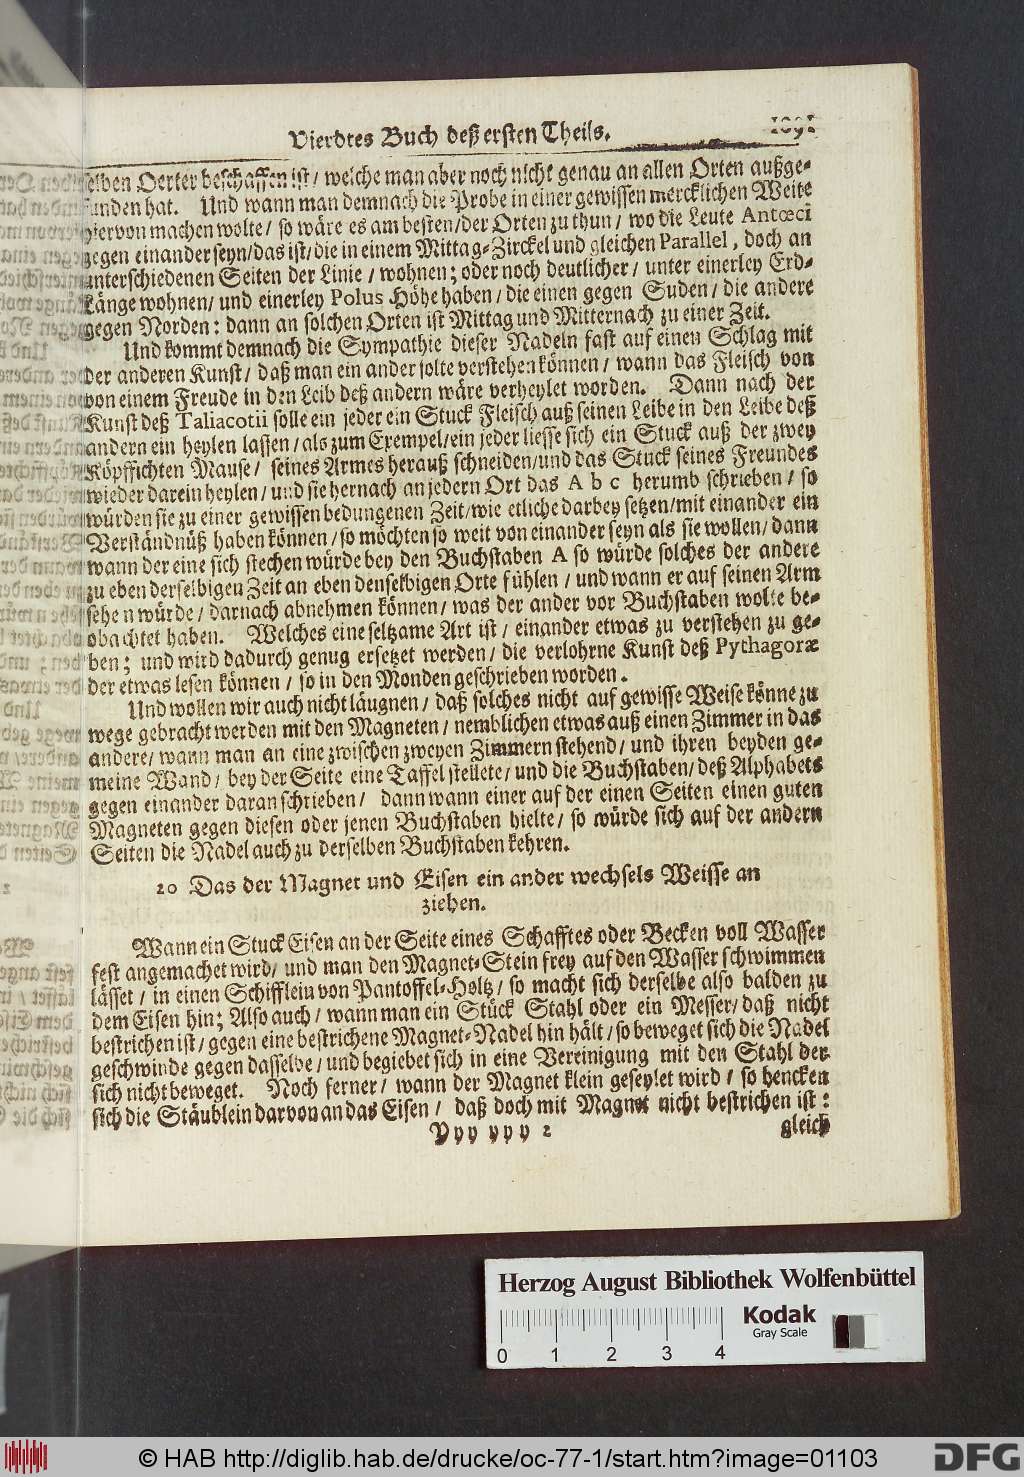 Vierdtes Buch deß ersten Theils.
selben Oerter beschaffen ist/ welche man aber noch nicht genau an allen Orten außge-
funden hat. Und wann man demnach die Probe in einer gewissen mercklichen Weite
hiervon machen wolte/ so wäre es am besten/ der Orten zu thun/ wo die Leute Antœci
gegen einander seyn/ das ist/ die in einem Mittag-Zirckel und gleichen Parallel, doch an
unterschiedenen Seiten der Linie/ wohnen; oder noch deutlicher/ unter einerley Erd-
Länge wohnen/ und einerley Polus Höhe haben/ die einen gegen Suden/ die andere
gegen Norden: dann an solchen Orten ist Mittag und Mitternach zu einer Zeit.
Und kommt demnach die Sympathie dieser Nadeln fast auf einen Schlag mit
der anderen Kunst/ daß man ein ander solte verstehen können/ wann das Fleisch von
von einem Freude in den Leib deß andern wäre verheylet worden. Dann nach der
Kunst deß Taliacotii solle ein jeder ein Stuck Fleisch auß seinen Leibe in den Leibe deß
andern ein heylen lassen/ als zum Exempel/ ein jeder liesse sich ein Stuck auß der zwey
Köpffichten Mause/ seines Armes herauß schneiden/ und das Stuck seines Freundes
wieder darein heylen/ und sie hernach an jedern Ort das A b c herumb schrieben/ so
würden sie zu einer gewissen bedungenen Zeit/ wie etliche darbey setzen/ mit einander ein
Verständnüß haben können/ so möchten so weit von einander seyn als sie wollen/ dann
wann der eine sich stechen würde bey den Buchstaben A so würde solches der andere
zu eben derselbigen Zeit an eben denselbigen Orte fühlen/ und wann er auf seinen Arm
sehen würde/ darnach abnehmen können/ was der ander vor Buchstaben wolte be-
obachtet haben. Welches eine seltzame Art ist/ einander etwas zu verstehen zu ge-
ben; und wird dadurch genug ersetzet werden/ die verlohrne Kunst deß Pythagoræ
der etwas lesen können/ so in den Monden geschrieben worden.
Und wollen wir auch nicht läugnen/ daß solches nicht auf gewisse Weise könne zu
wege gebracht werden mit den Magneten/ nemblichen etwas auß einen Zimmer in das
andere/ wann man an eine zwischen zweyen Zimmern stehend/ und ihren beyden ge-
meine Wand/ bey der Seite eine Taffel stellete/ und die Buchstaben/ deß Alphabets
gegen einander daran schrieben/ dann wann einer auf der einen Seiten einen guten
Magneten gegen diesen oder jenen Buchstaben hielte/ so würde sich auf der andern
Seiten die Nadel auch zu derselben Buchstaben kehren.
20 Das der Magnet und Eisen ein ander wechsels Weisse an
ziehen.
Wann ein Stuck Eisen an der Seite eines Schafftes oder Becken voll Wasser
fest angemachet wird/ und man den Magnet-Stein frey auf den Wasser schwimmen
lässet/ in einen Schiffleiu von Pantoffel-Holtz/ so macht sich derselbe also balden zu
dem Eisen hin; Also auch/ wann man ein Stück Stahl oder ein Messer/ daß nicht
bestrichen ist/ gegen eine bestrichene Magnet-Nadel hin hält/ so beweget sich die Nadel
geschwinde gegen dasselbe/ und begiebet sich in eine Vereinigung mit den Stahl der
sich nicht beweget. Noch ferner/ wann der Magnet klein gefeylet wird/ so hencken
sich die Stäublein darvon an das Eisen/ daß doch mit Magnet nicht bestrichen ist:
Yyy yyy 2 gleich
Herzog August Bibliothek Wolfenbüttel
Kodak
Gray Scale
0 1 2 3 4
© HAB http://diglib.hab.de/drucke/oc-77-1/start.htm?image=01103
DFG